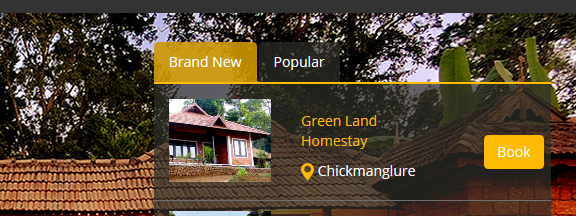 Brand New
Popular
Green Land
Homestay
Chickmanglure
Book